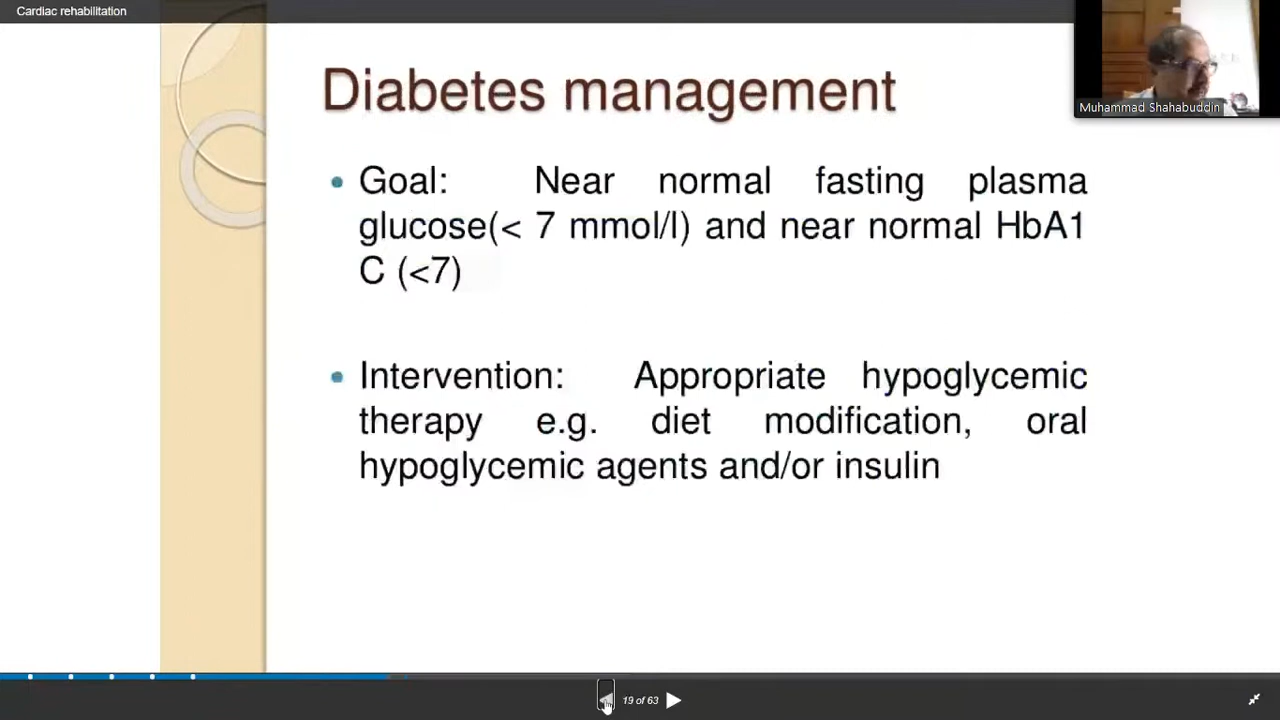 Cardiac rehabilitation
Diabetes management
Muhammad Shahabuddin
• Goal: Near normal fasting plasma
glucose(< 7 mmol/l) and near normal HbA1
C (<7)
• Intervention: Appropriate hypoglycemic
therapy e.g. diet modification, oral
hypoglycemic agents and/or insulin
19 of 63